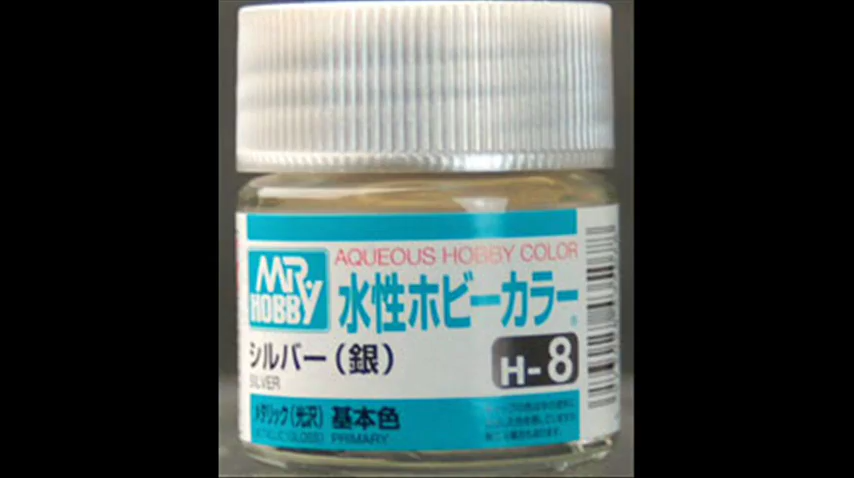 AQUEOUS HOBBY COLOR
MR. HOBBY
水性ホビーカラー
シルバー(銀)
H-8
SILVER
メタリック(光沢) 基本色
METALLIC(GLOSS) PRIMARY